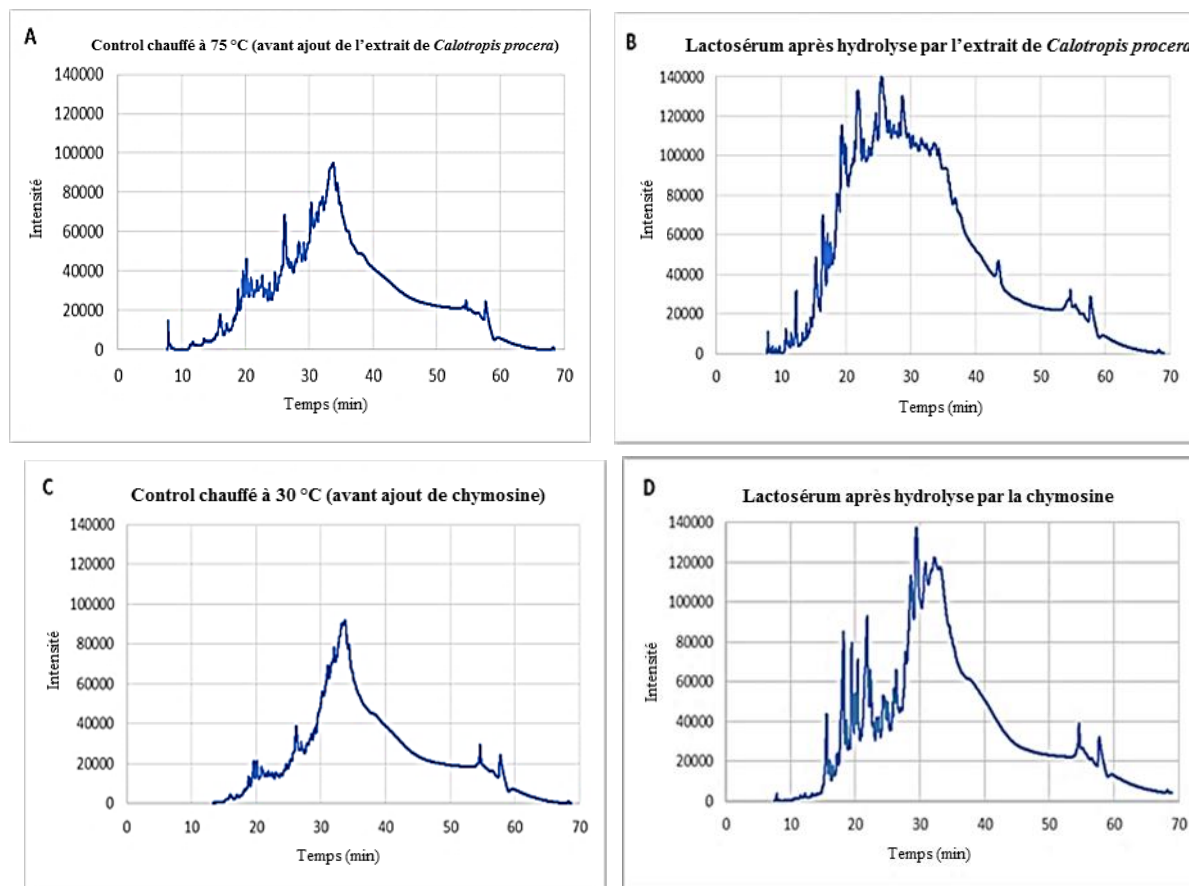 A
Control chauffé à 75 °C (avant ajout de l'extrait de Calotropis procera)
140000
120000
100000
80000
60000
40000
20000
0
Intensité
0 10 20 30 40 50 60 70
Temps (min)
B
Lactosérum après hydrolyse par l'extrait de Calotropis procera
140000
120000
100000
80000
60000
40000
20000
0
Intensité
0 10 20 30 40 50 60 70
Temps (min)
C
Control chauffé à 30 °C (avant ajout de chymosine)
140000
120000
100000
80000
60000
40000
20000
0
Intensité
0 10 20 30 40 50 60 70
Temps (min)
D
Lactosérum après hydrolyse par la chymosine
140000
120000
100000
80000
60000
40000
20000
0
Intensité
0 10 20 30 40 50 60 70
Temps (min)